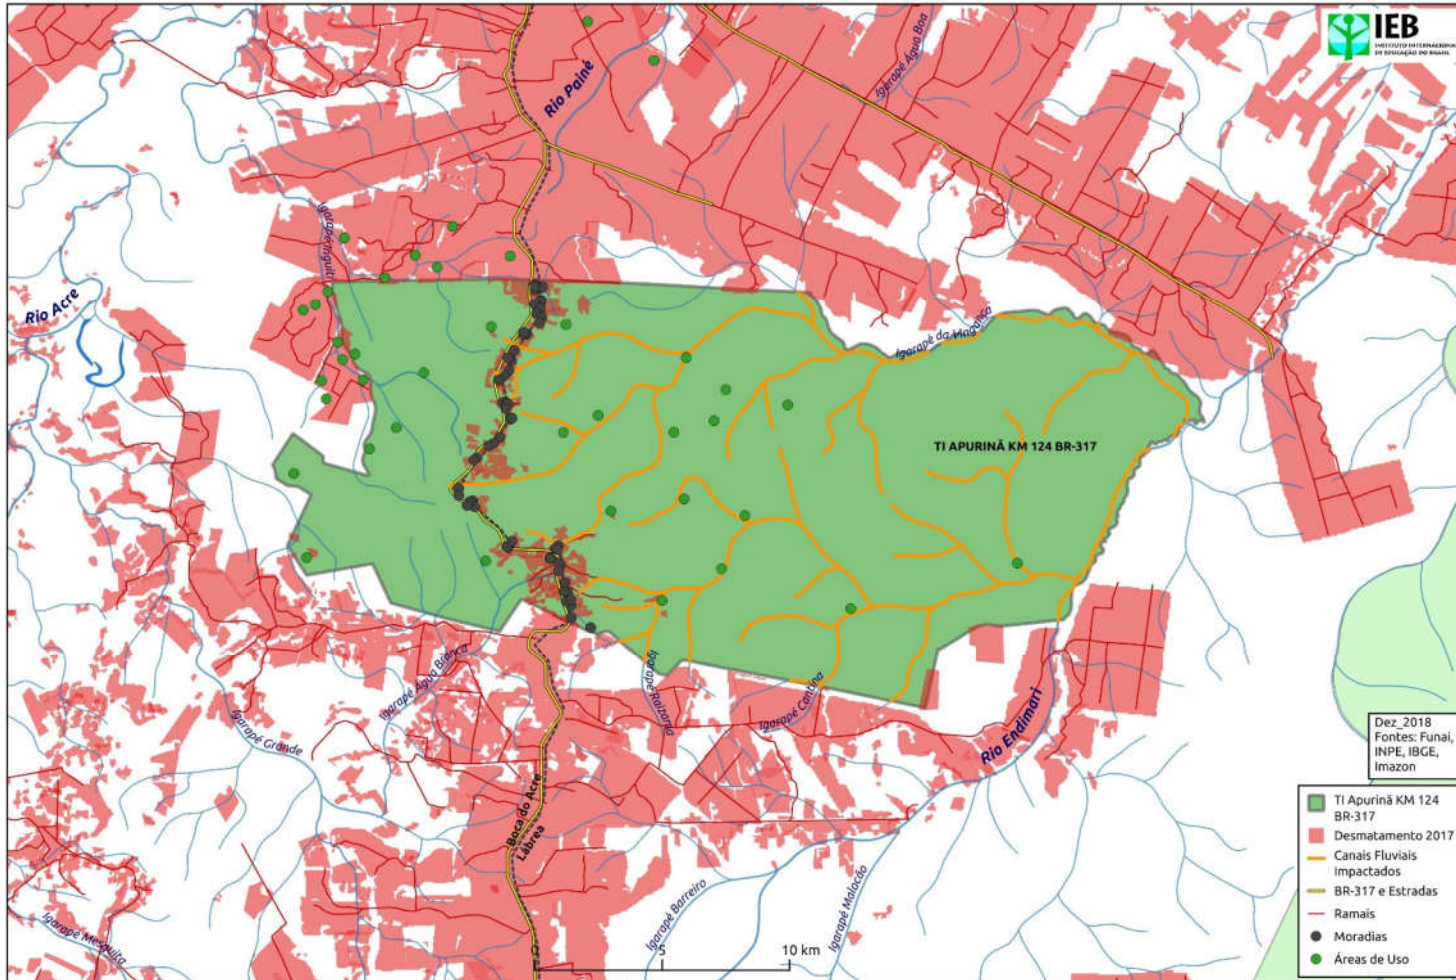 IEB
INSTITUTO INTERNACIONAL
DE EDUCAÇÃO DO BRASIL
Igarapé Água Boa
Rio Painé
Rio Acre
Igarapé da Vingança
TI APURINÃ KM 124 BR-317
Igarapé Água Branca
Igarapé Raizama
Igarapé Cantina
Igarapé Grande
Rio Endimari
Boca do Acre
Lábrea
Igarapé Barreiro
Igarapé Malacão
Igarapé Mesquita
0 5 10 km
Dez_2018
Fontes: Funai,
INPE, IBGE,
Imazon
TI Apurinã KM 124
BR-317
Desmatamento 2017
Canais Fluviais
Impactados
BR-317 e Estradas
Ramais
Moradias
Áreas de Uso